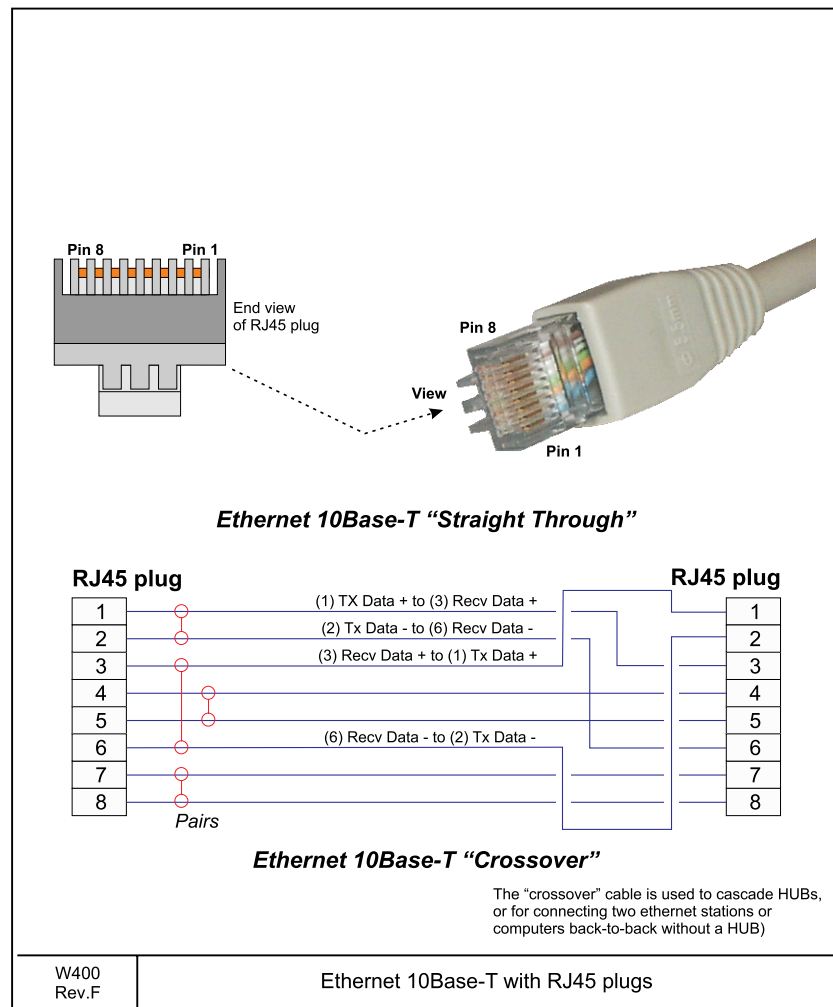 Pin 8
Pin 1
End view
of RJ45 plug
Pin 8
View
Pin 1
Ethernet 10Base-T “Straight Through”
RJ45 plug
RJ45 plug
1
2
3
4
5
6
7
8
(1) TX Data + to (3) Recv Data +
(2) Tx Data - to (6) Recv Data -
(3) Recv Data + to (1) Tx Data +
(6) Recv Data - to (2) Tx Data -
Pairs
1
2
3
4
5
6
7
8
Ethernet 10Base-T “Crossover”
The “crossover” cable is used to cascade HUBs,
or for connecting two ethernet stations or
computers back-to-back without a HUB)
W400
Rev.F
Ethernet 10Base-T with RJ45 plugs